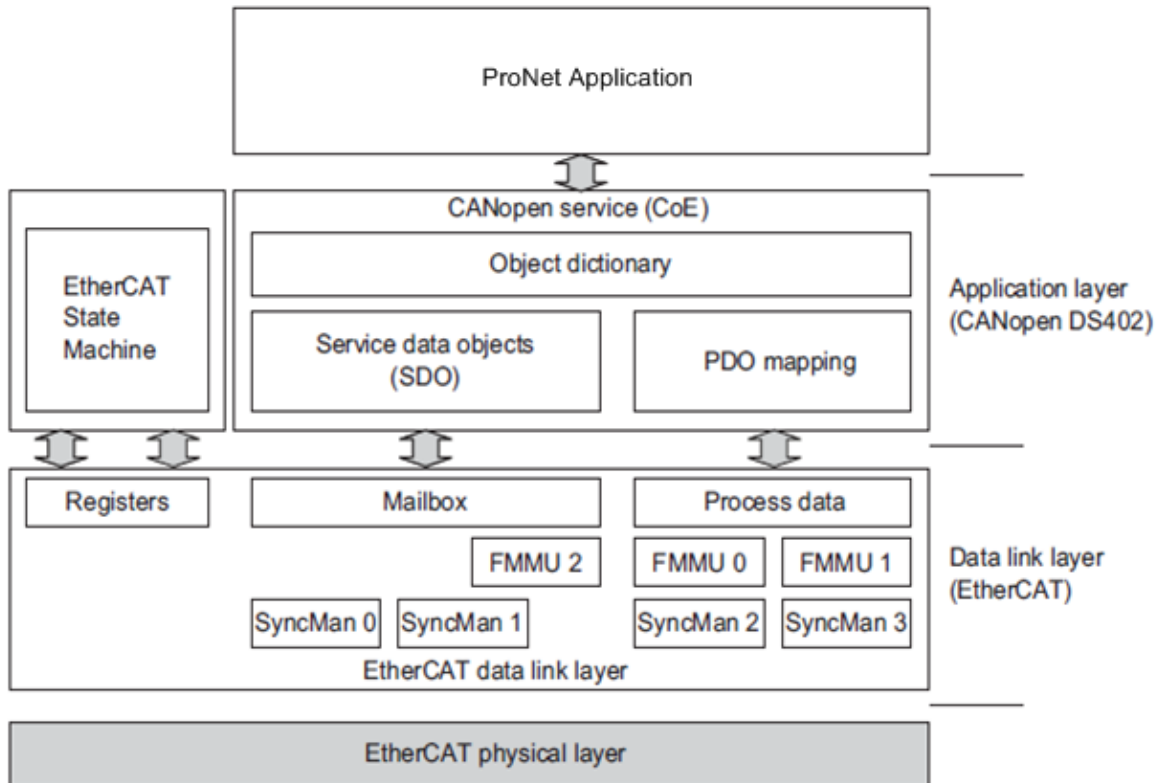 ProNet Application
CANopen service (CoE)
Object dictionary
EtherCAT
State
Machine
Service data objects
(SDO)
PDO mapping
Application layer
(CANopen DS402)
Registers
Mailbox
Process data
FMMU 2
FMMU 0
FMMU 1
Data link layer
(EtherCAT)
SyncMan 0
SyncMan 1
SyncMan 2
SyncMan 3
EtherCAT data link layer
EtherCAT physical layer